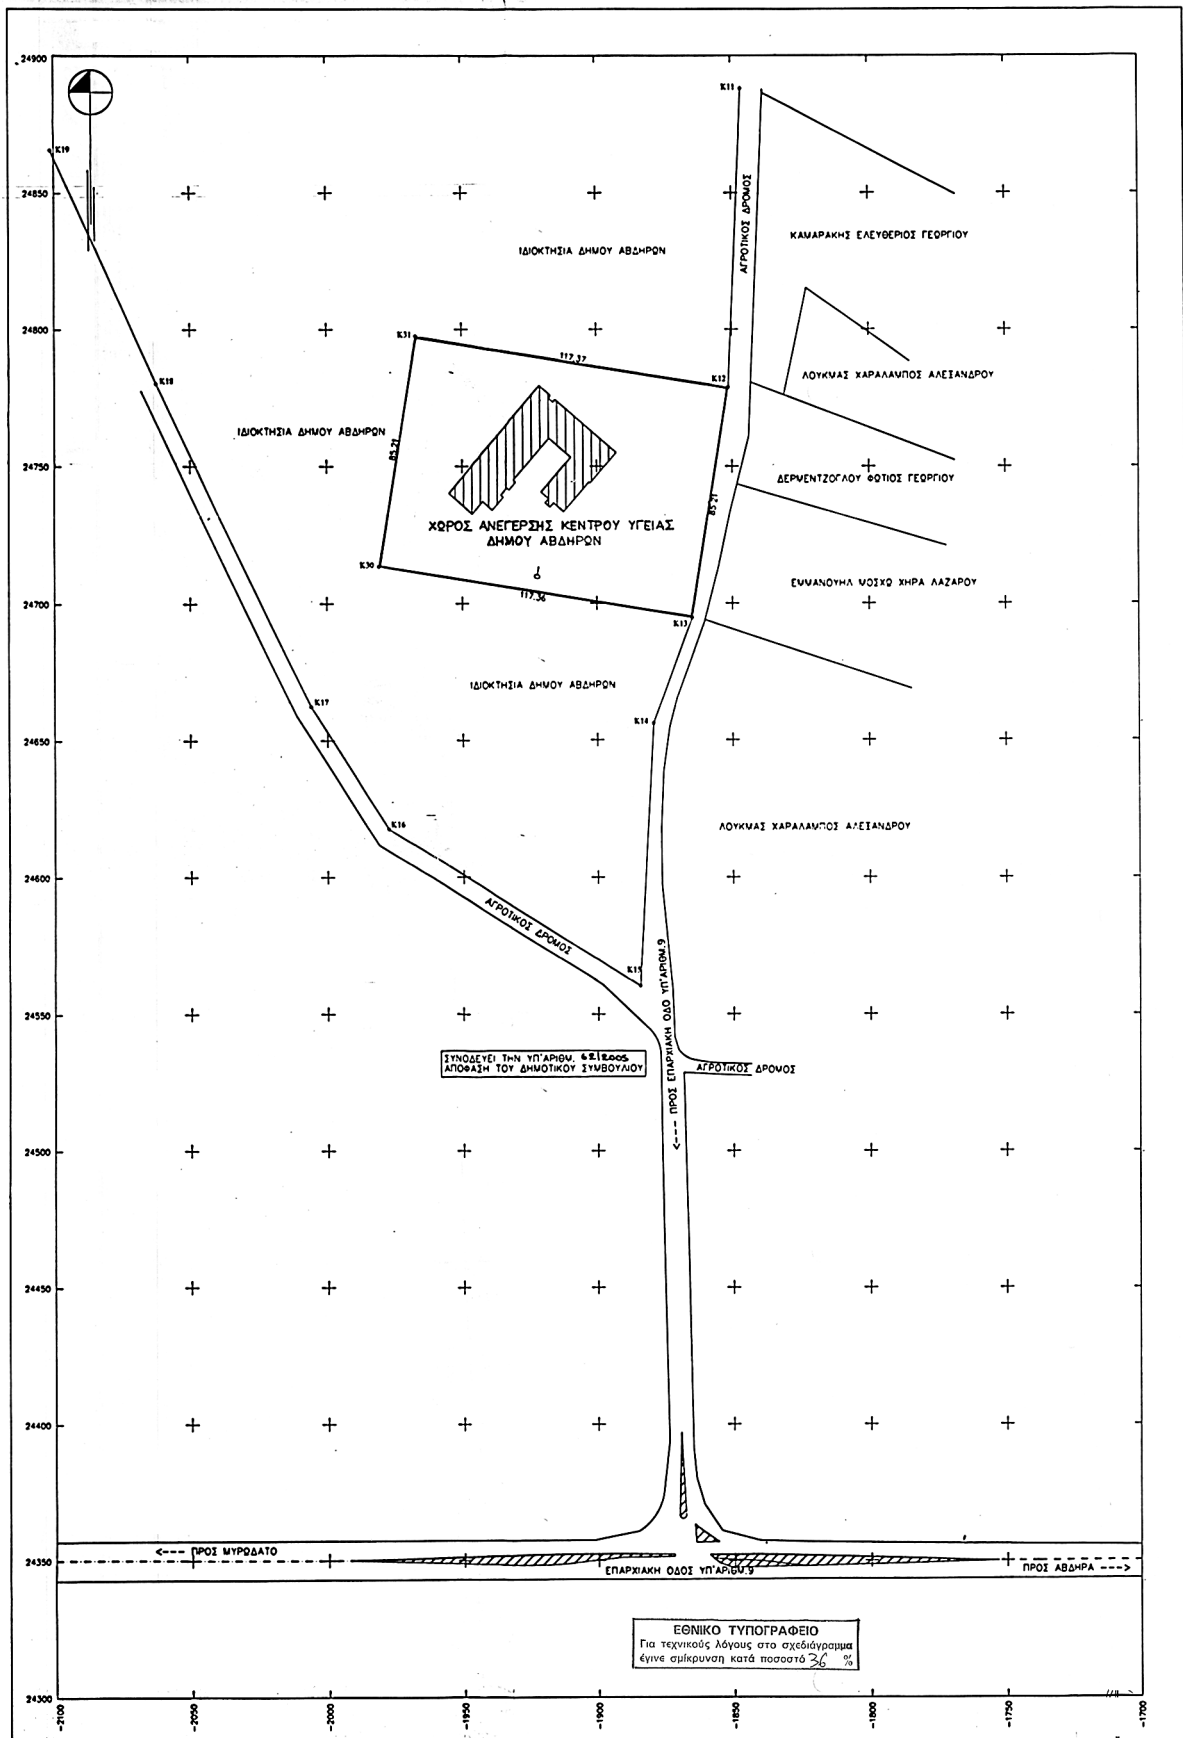 24900
K11
K19
24850
ΑΓΡΟΤΙΚΟΣ ΔΡΟΜΟΣ
ΚΑΜΑΡΑΚΗΣ ΕΛΕΥΘΕΡΙΟΣ ΓΕΩΡΓΙΟΥ
ΙΔΙΟΚΤΗΣΙΑ ΔΗΜΟΥ ΑΒΔΗΡΩΝ
24800
K31
117.37
K12
K18
ΛΟΥΚΜΑΣ ΧΑΡΑΛΑΜΠΟΣ ΑΛΕΞΑΝΔΡΟΥ
ΙΔΙΟΚΤΗΣΙΑ ΔΗΜΟΥ ΑΒΔΗΡΩΝ
85.21
24750
ΔΕΡΜΕΝΤΖΟΓΛΟΥ ΦΩΤΙΟΣ ΓΕΩΡΓΙΟΥ
85.21
ΧΩΡΟΣ ΑΝΕΓΕΡΣΗΣ ΚΕΝΤΡΟΥ ΥΓΕΙΑΣ
ΔΗΜΟΥ ΑΒΔΗΡΩΝ
K30
ΕΜΜΑΝΟΥΗΛ ΜΟΣΧΩ ΧΗΡΑ ΛΑΖΑΡΟΥ
117.36
24700
K13
ΙΔΙΟΚΤΗΣΙΑ ΔΗΜΟΥ ΑΒΔΗΡΩΝ
K17
K14
24650
K16
ΛΟΥΚΜΑΣ ΧΑΡΑΛΑΜΠΟΣ ΑΛΕΞΑΝΔΡΟΥ
24600
ΑΓΡΟΤΙΚΟΣ ΔΡΟΜΟΣ
K15
<---- ΠΡΟΣ ΕΠΑΡΧΙΑΚΗ ΟΔΟ ΥΠ'ΑΡΙΘΜ.9
24550
ΣΥΝΟΔΕΥΕΙ ΤΗΝ ΥΠ'ΑΡΙΘΜ. 62/2005
ΑΠΟΦΑΣΗ ΤΟΥ ΔΗΜΟΤΙΚΟΥ ΣΥΜΒΟΥΛΙΟΥ
ΑΓΡΟΤΙΚΟΣ ΔΡΟΜΟΣ
24500
24450
24400
<---- ΠΡΟΣ ΜΥΡΩΔΑΤΟ
24350
ΕΠΑΡΧΙΑΚΗ ΟΔΟΣ ΥΠ'ΑΡΙΘΜ.9
ΠΡΟΣ ΑΒΔΗΡΑ ---->
ΕΘΝΙΚΟ ΤΥΠΟΓΡΑΦΕΙΟ
Για τεχνικούς λόγους στο σχεδιάγραμμα
έγινε σμίκρυνση κατά ποσοστό 36 %
24300
-2100
-2050
-2000
-1950
-1900
-1850
-1800
-1750
-1700